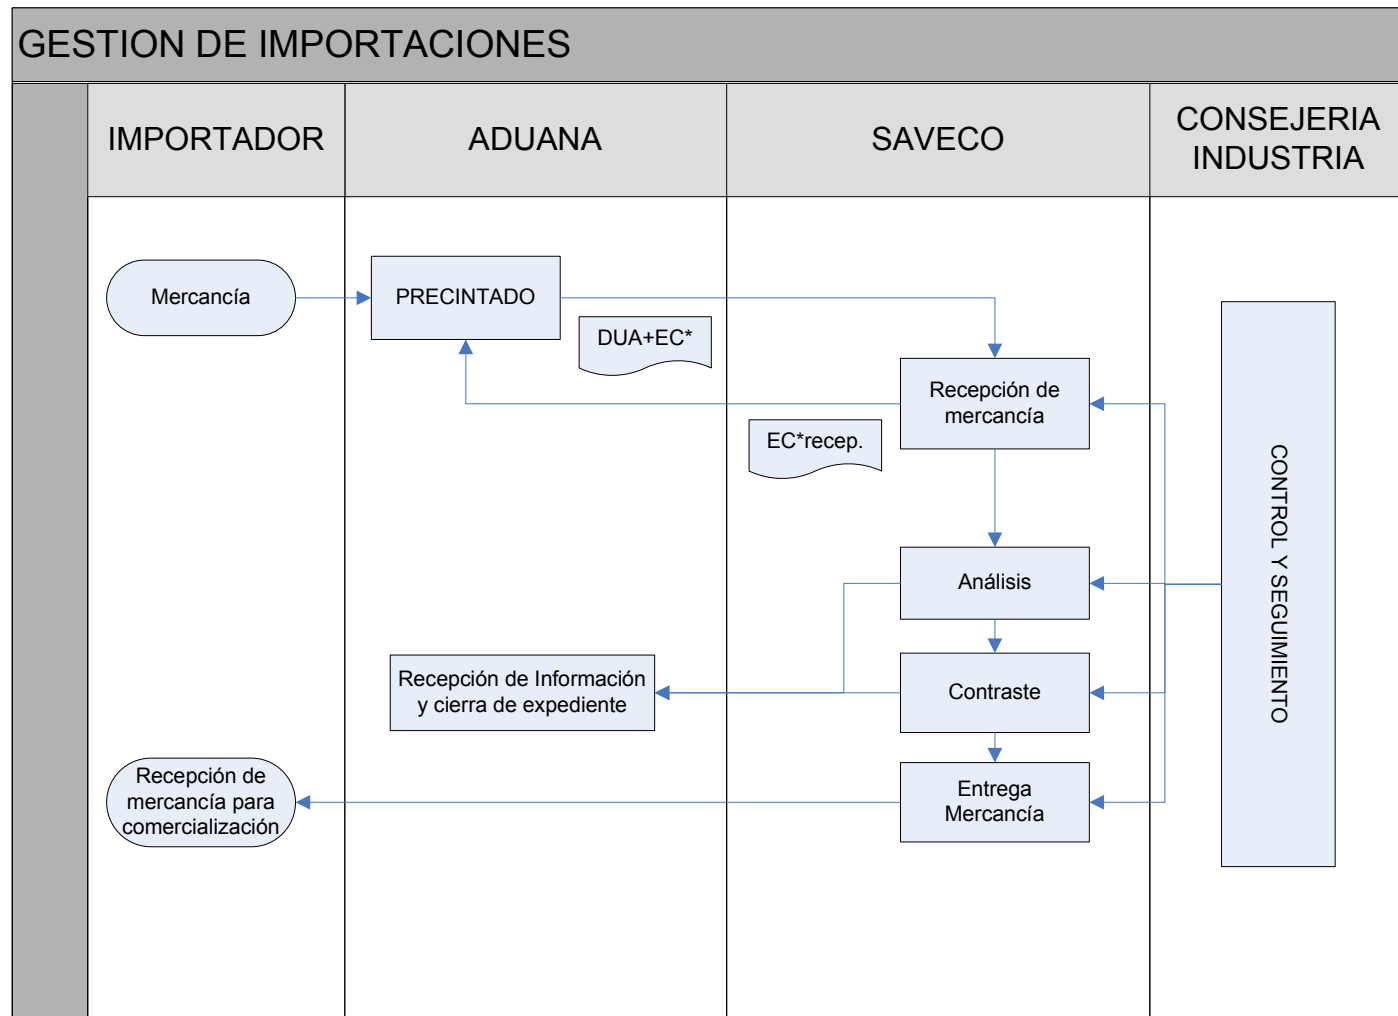 GESTION DE IMPORTACIONES
IMPORTADOR
ADUANA
SAVECO
CONSEJERIA
INDUSTRIA
Mercancía
PRECINTADO
DUA+EC*
Recepción de
mercancía
EC*recep.
CONTROL Y SEGUIMIENTO
Análisis
Recepción de Información
y cierra de expediente
Contraste
Recepción de
mercancía para
comercialización
Entrega
Mercancía